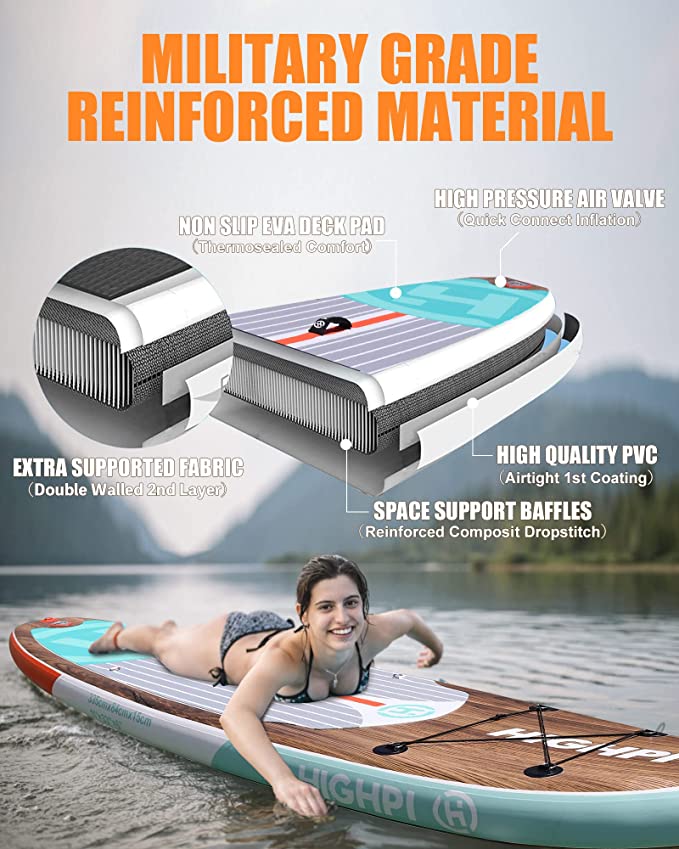 MILITARY GRADE
REINFORCED MATERIAL
HIGH PRESSURE AIR VALVE
(Quick Connect Inflation)
NON SLIP EVA DECK PAD
(Thermosealed Comfort)
EXTRA SUPPORTED FABRIC
(Double Walled 2nd Layer)
HIGH QUALITY PVC
(Airtight 1st Coating)
SPACE SUPPORT BAFFLES
(Reinforced Composit Dropstitch)
335cmx84cmx15cm
HIGHPI
HIGHPI